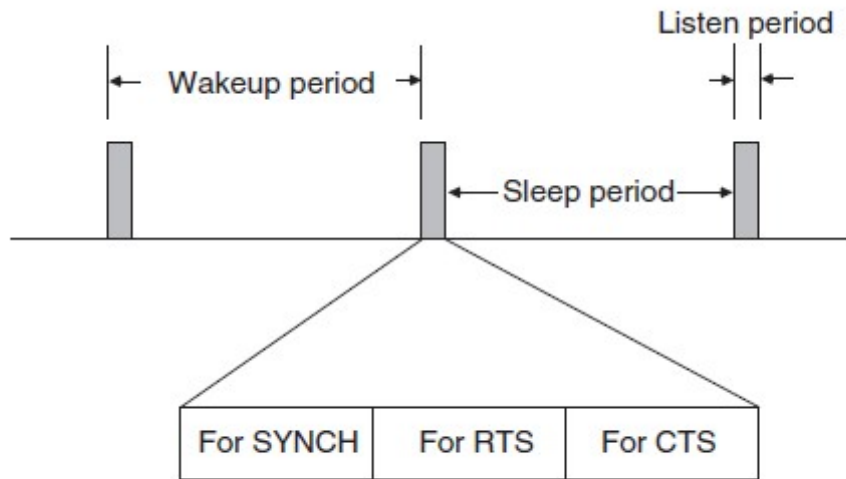 Listen period
Wakeup period
Sleep period
For SYNCH
For RTS
For CTS